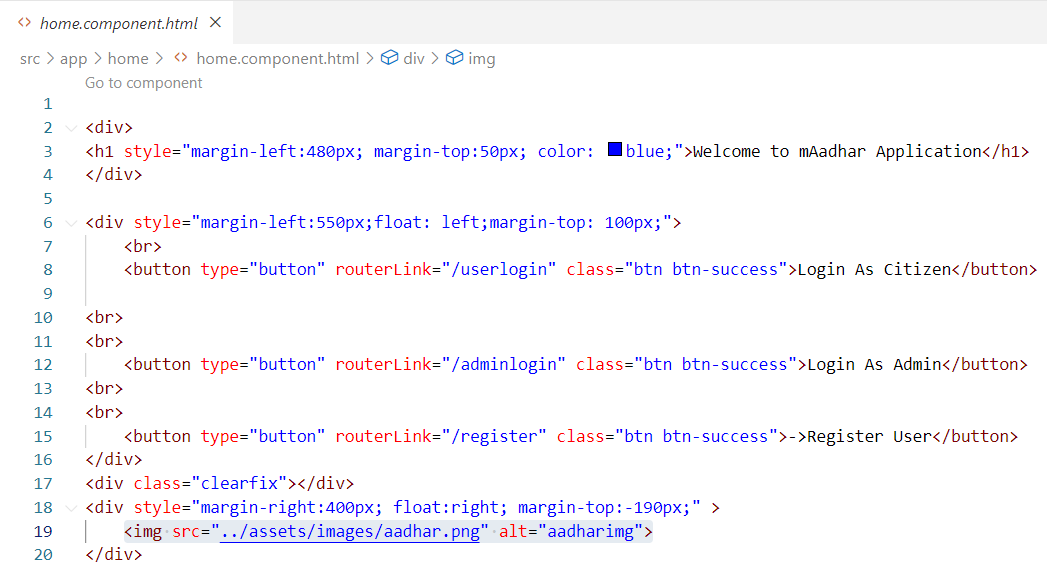 <> home.component.html ×
src > app > home > <> home.component.html > div > img
Go to component
1
2 <div>
3 <h1 style="margin-left:480px; margin-top:50px; color: blue;">Welcome to mAadhar Application</h1>
4 </div>
5
6 <div style="margin-left:550px;float: left;margin-top: 100px;">
7 <br>
8 <button type="button" routerLink="/userlogin" class="btn btn-success">Login As Citizen</button>
9
10 <br>
11 <br>
12 <button type="button" routerLink="/adminlogin" class="btn btn-success">Login As Admin</button>
13 <br>
14 <br>
15 <button type="button" routerLink="/register" class="btn btn-success">->Register User</button>
16 </div>
17 <div class="clearfix"></div>
18 <div style="margin-right:400px; float:right; margin-top:-190px;" >
19 <img src="../assets/images/aadhar.png" alt="aadharimg">
20 </div>